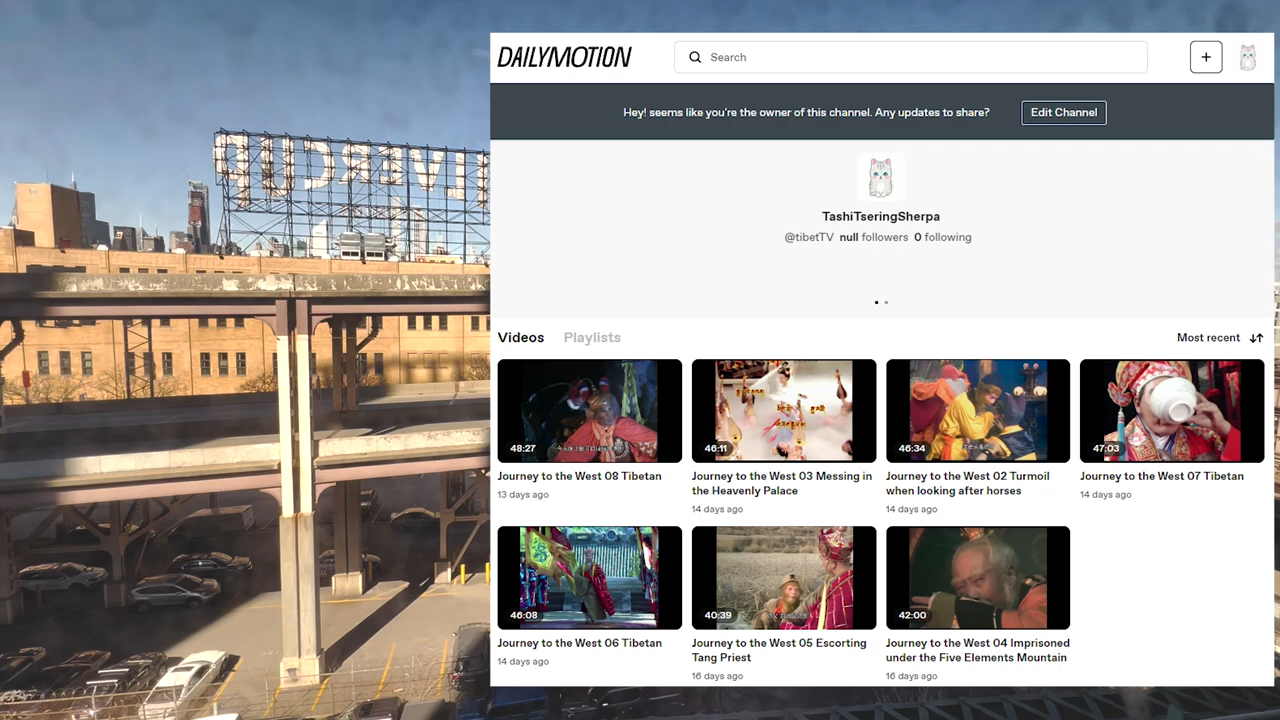 SILVERCUP
DAILYMOTION
Search
+
Hey! seems like you're the owner of this channel. Any updates to share?
Edit Channel
TashiTseringSherpa
@tibetTV null followers 0 following
Videos
Playlists
Most recent
48:27
46:11
46:34
47:03
Journey to the West 08 Tibetan
13 days ago
Journey to the West 03 Messing in
the Heavenly Palace
14 days ago
Journey to the West 02 Turmoil
when looking after horses
14 days ago
Journey to the West 07 Tibetan
14 days ago
46:08
40:39
42:00
Journey to the West 06 Tibetan
14 days ago
Journey to the West 05 Escorting
Tang Priest
16 days ago
Journey to the West 04 Imprisoned
under the Five Elements Mountain
16 days ago